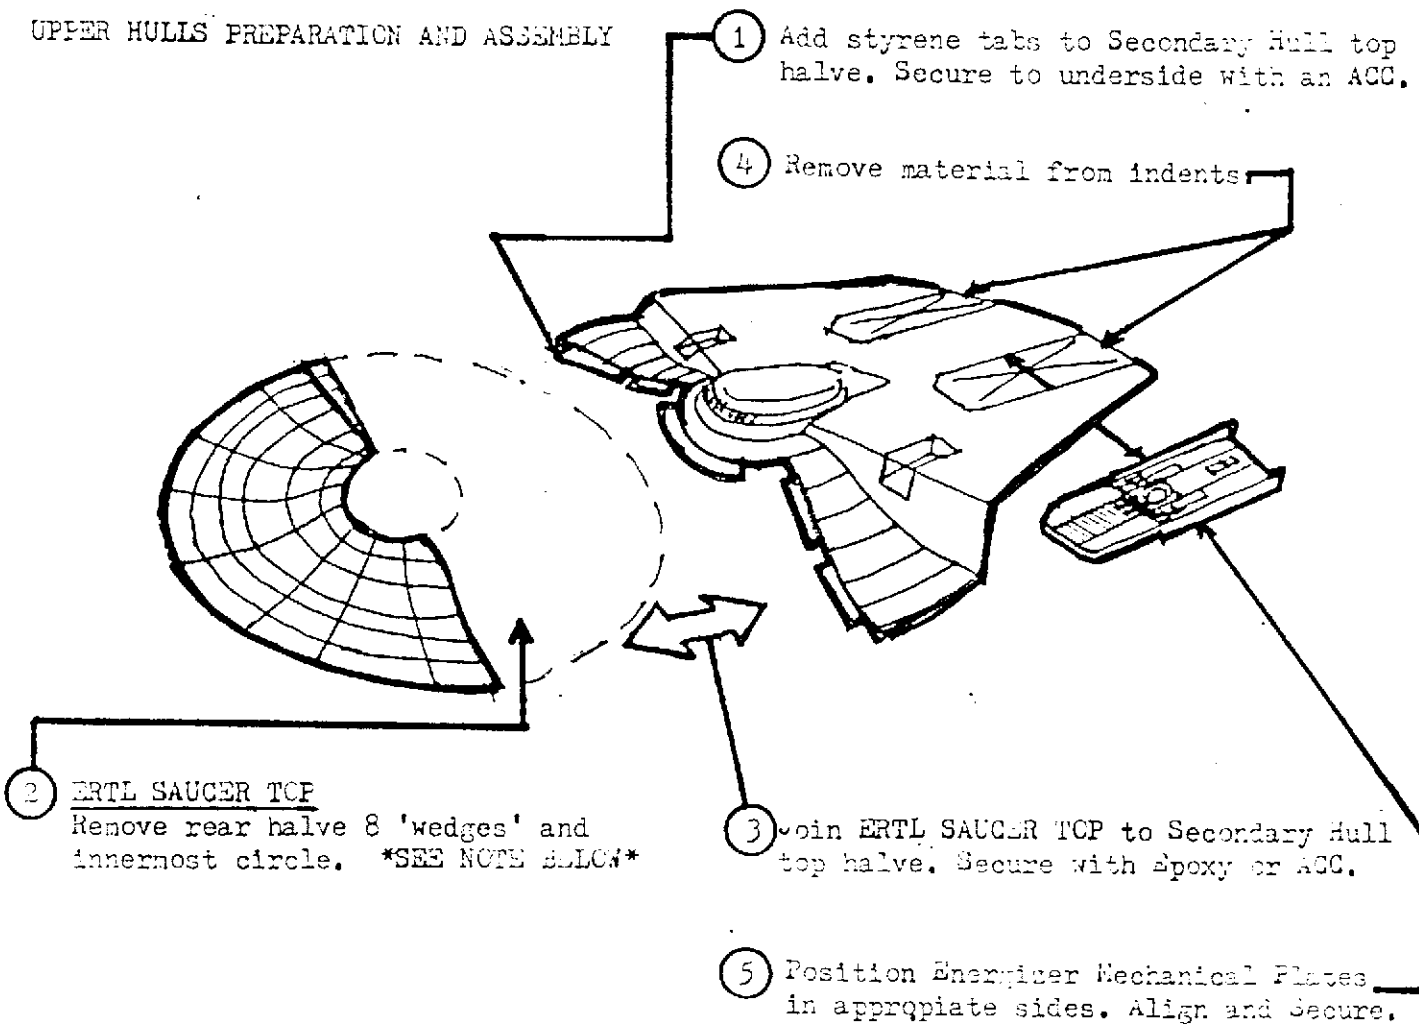 UPPER HULLS PREPARATION AND ASSEMBLY
1 Add styrene tabs to Secondary Hull top
halve. Secure to underside with an ACC.
4 Remove material from indents
2 ERTL SAUCER TOP
Remove rear halve 8 'wedges' and
innermost circle. *SEE NOTE BELOW*
3 Join ERTL SAUCER TOP to Secondary Hull
top halve. Secure with Epoxy or ACC.
5 Position Energizer Mechanical Plates
in appropiate sides. Align and Secure.